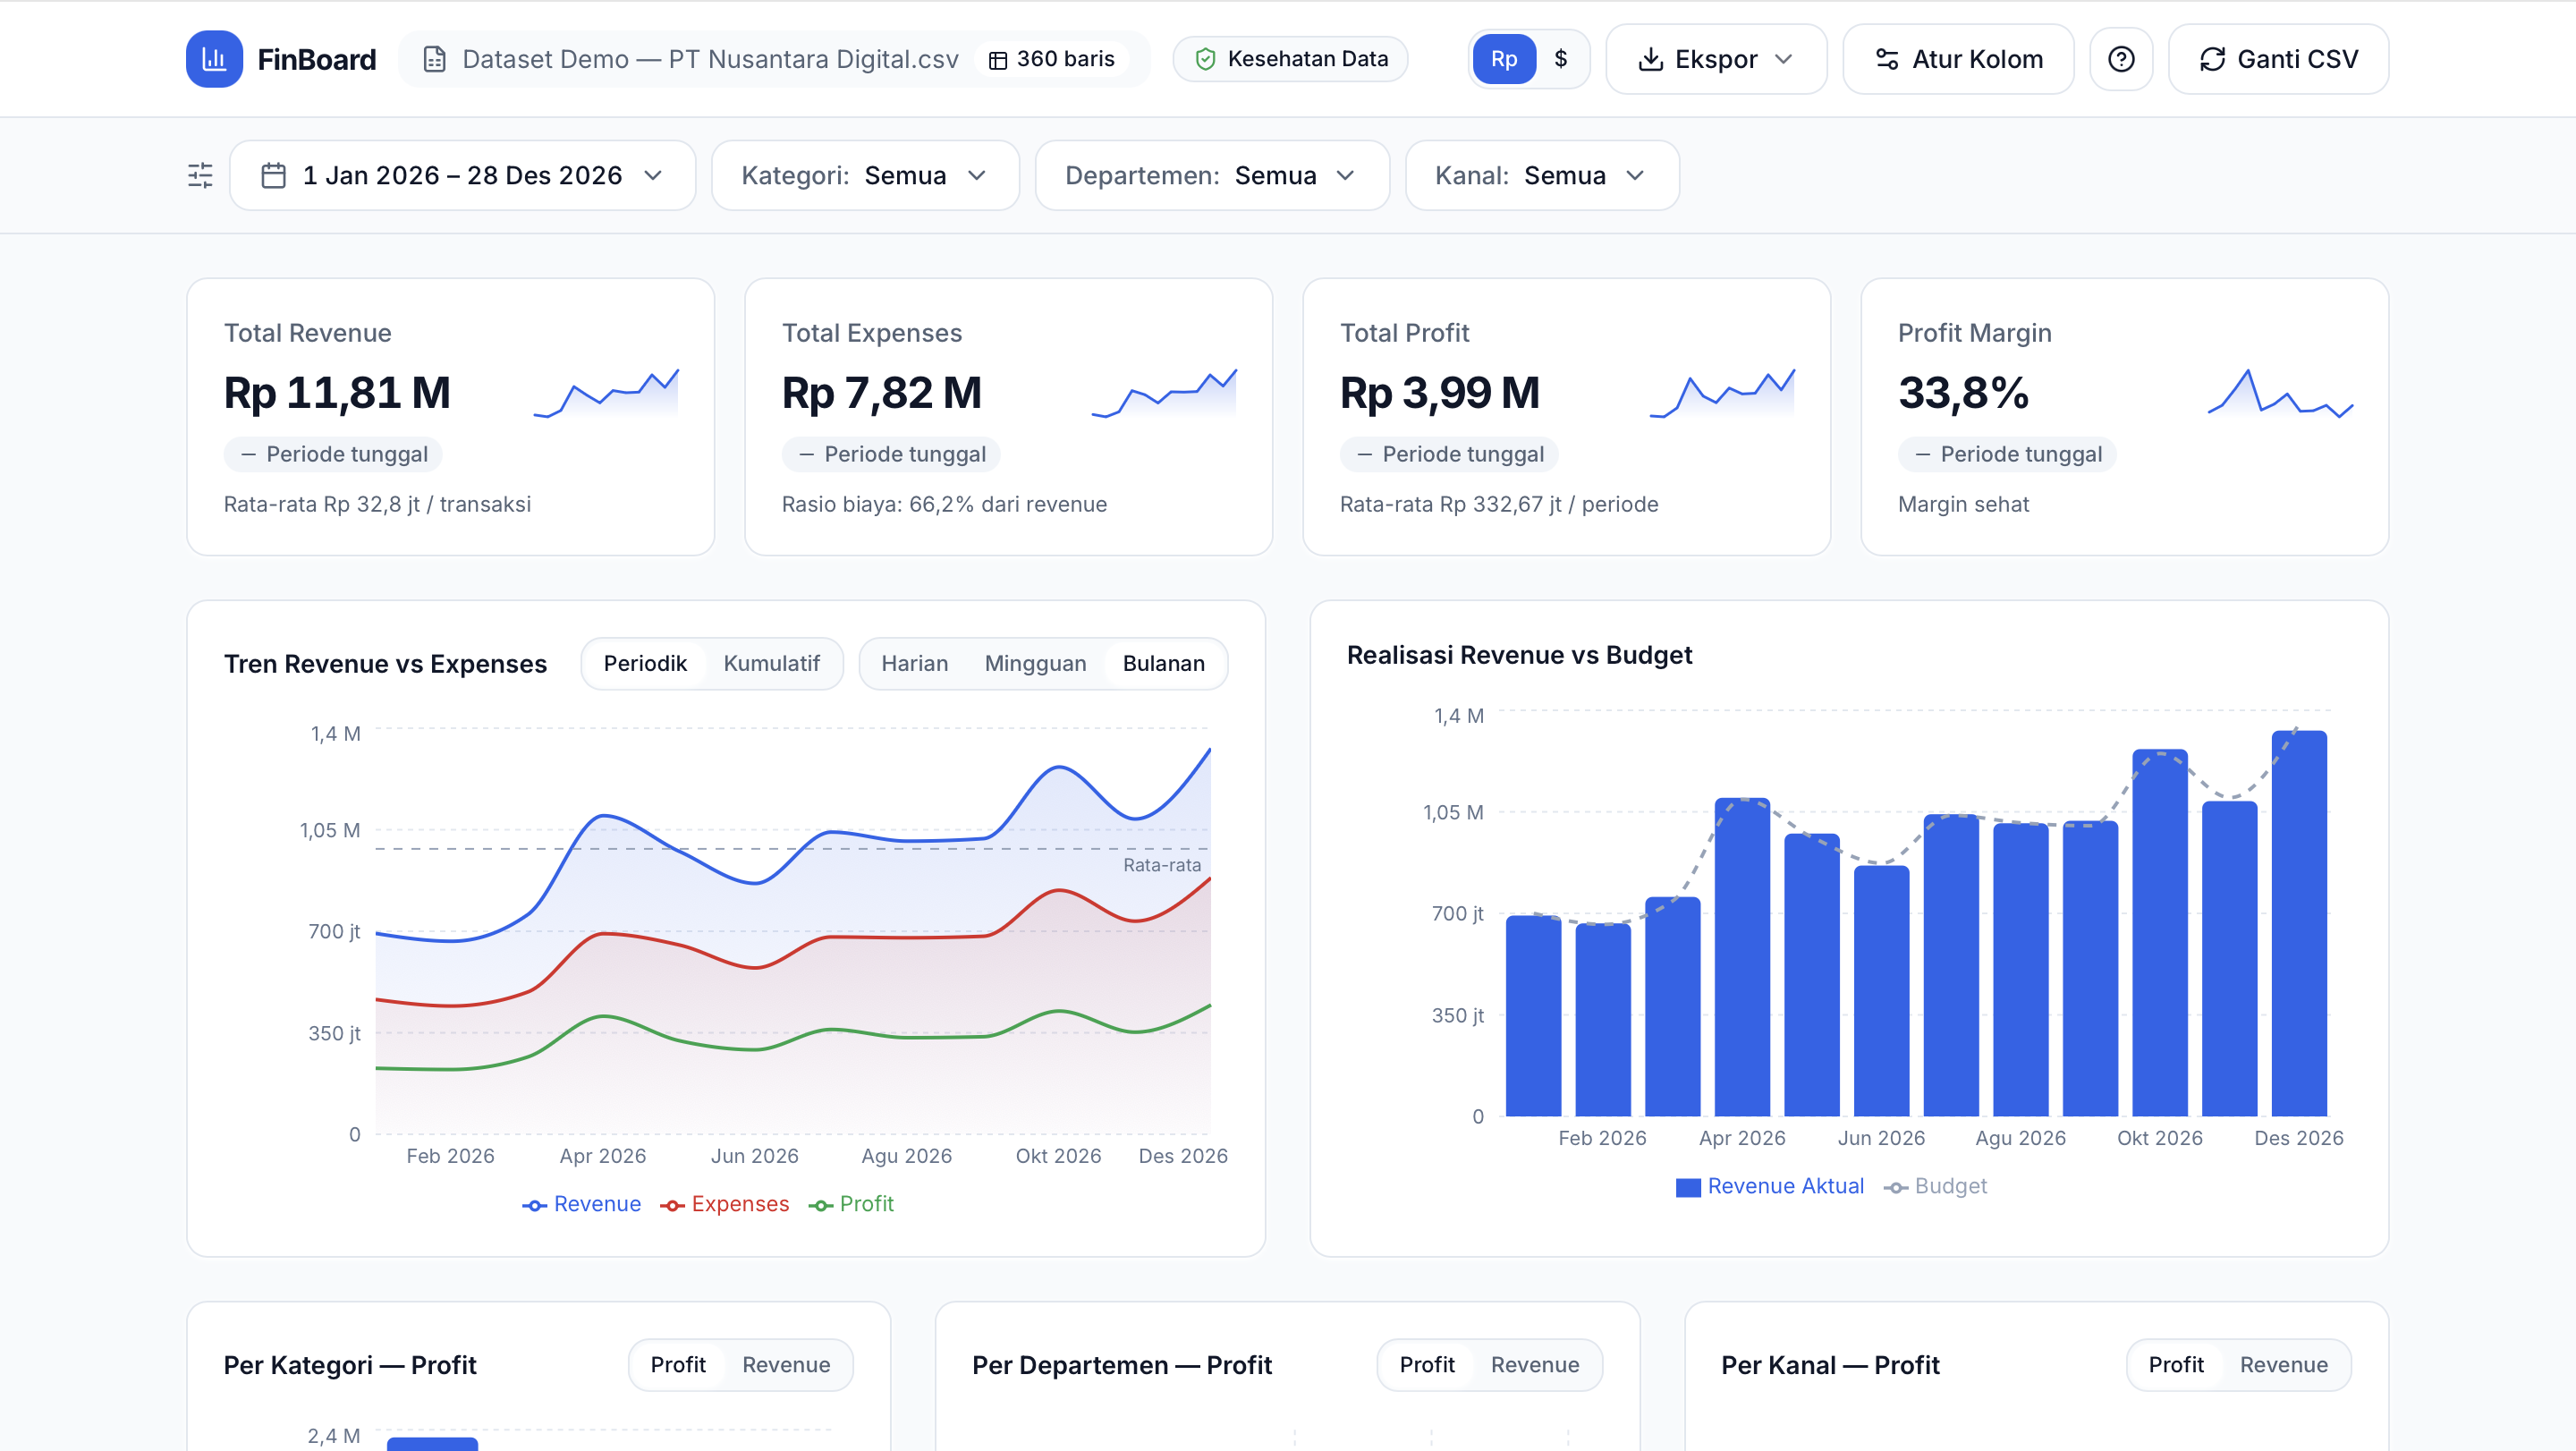 FinBoard
Dataset Demo — PT Nusantara Digital.csv
360 baris
Kesehatan Data
Rp
$
Ekspor
Atur Kolom
Ganti CSV
1 Jan 2026 – 28 Des 2026
Kategori: Semua
Departemen: Semua
Kanal: Semua
Total Revenue
Rp 11,81 M
— Periode tunggal
Rata-rata Rp 32,8 jt / transaksi
Total Expenses
Rp 7,82 M
— Periode tunggal
Rasio biaya: 66,2% dari revenue
Total Profit
Rp 3,99 M
— Periode tunggal
Rata-rata Rp 332,67 jt / periode
Profit Margin
33,8%
— Periode tunggal
Margin sehat
Tren Revenue vs Expenses
Periodik
Kumulatif
Harian
Mingguan
Bulanan
1,4 M
1,05 M
700 jt
350 jt
0
Rata-rata
Feb 2026
Apr 2026
Jun 2026
Agu 2026
Okt 2026
Des 2026
Revenue
Expenses
Profit
Realisasi Revenue vs Budget
1,4 M
1,05 M
700 jt
350 jt
0
Feb 2026
Apr 2026
Jun 2026
Agu 2026
Okt 2026
Des 2026
Revenue Aktual
Budget
Per Kategori — Profit
Profit
Revenue
2,4 M
Per Departemen — Profit
Profit
Revenue
Per Kanal — Profit
Profit
Revenue